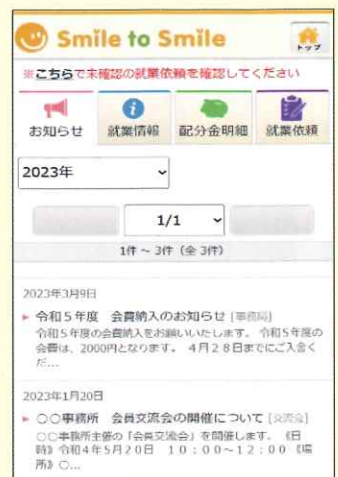 Smile to Smile
トップ
※こちらで未確認の就業依頼を確認してください
お知らせ 就業情報 配分金明細 就業依頼
2023年
1/1
1件 ~ 3件 (全 3件)
2023年3月9日
令和5年度 会費納入のお知らせ [事務局]
令和5年度の会費納入をお願いいたします。 令和5年度の
会費は、2000円となります。 4月28日までにご入金く
だ...
2023年1月20日
○○事務所 会員交流会の開催について [交流会]
○○事務所主催の「会員交流会」を開催します。 《日
時》令和4年5月20日 10:00~12:00 《場
所》○...